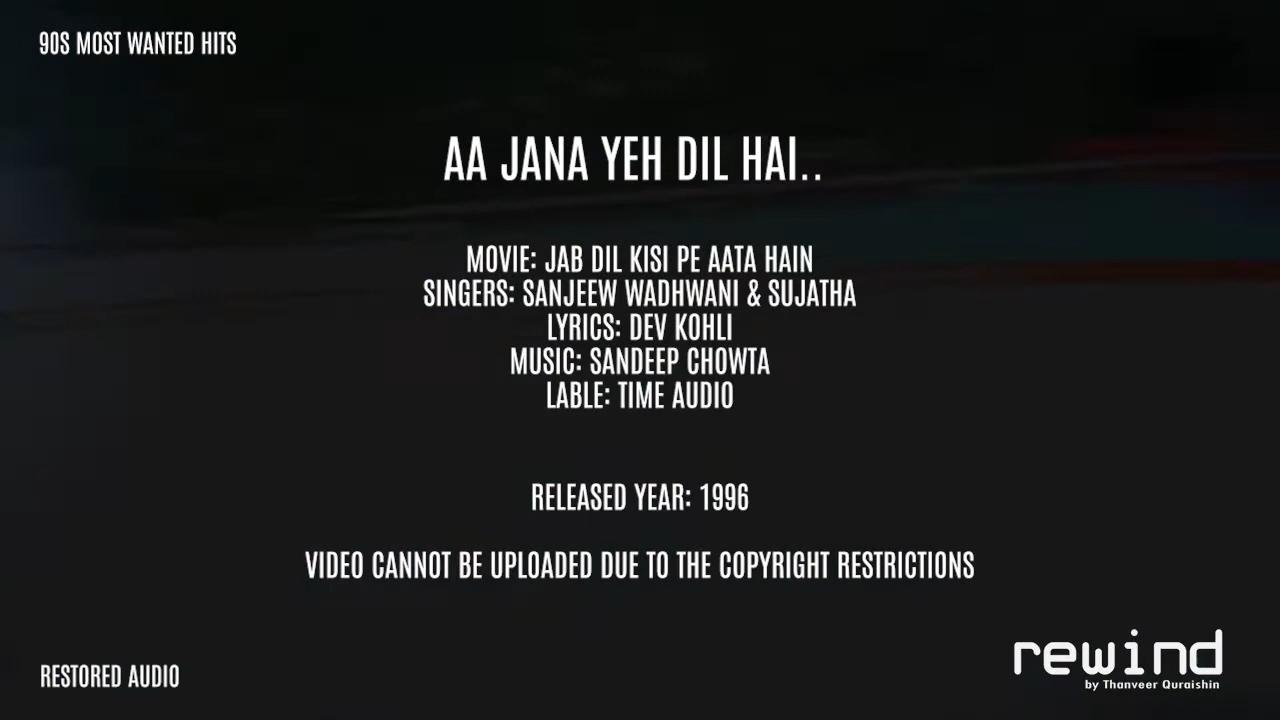 90S MOST WANTED HITS
AA JANA YEH DIL HAI..
MOVIE: JAB DIL KISI PE AATA HAIN
SINGERS: SANJEEW WADHWANI & SUJATHA
LYRICS: DEV KOHLI
MUSIC: SANDEEP CHOWTA
LABLE: TIME AUDIO
RELEASED YEAR: 1996
VIDEO CANNOT BE UPLOADED DUE TO THE COPYRIGHT RESTRICTIONS
RESTORED AUDIO
rewind
by Thanveer Quraishin